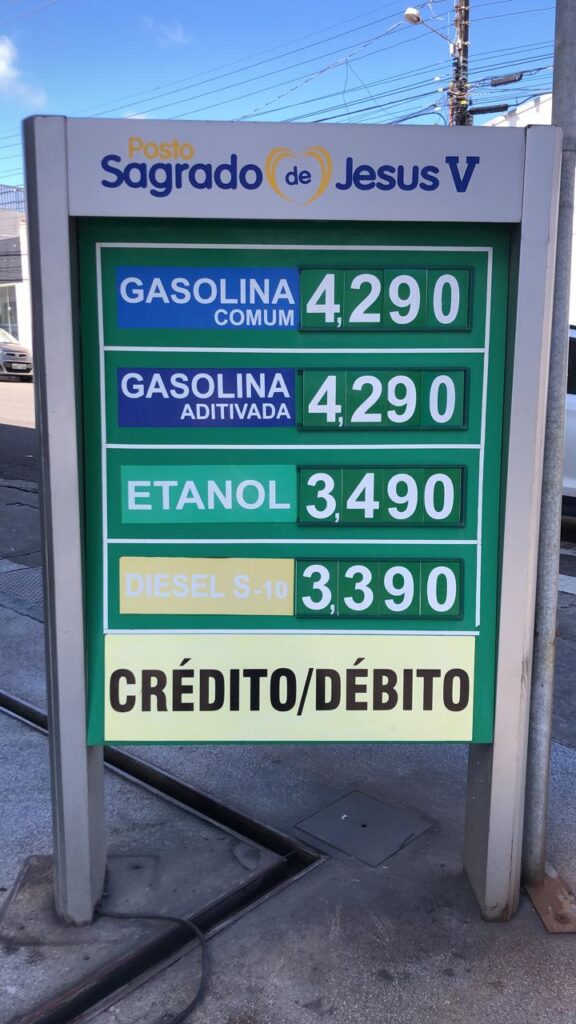 Posto
Sagrado de Jesus V
GASOLINA
COMUM
4,290
GASOLINA
ADITIVADA
4,290
ETANOL
3,490
DIESEL S-10
3,390
CRÉDITO/DÉBITO